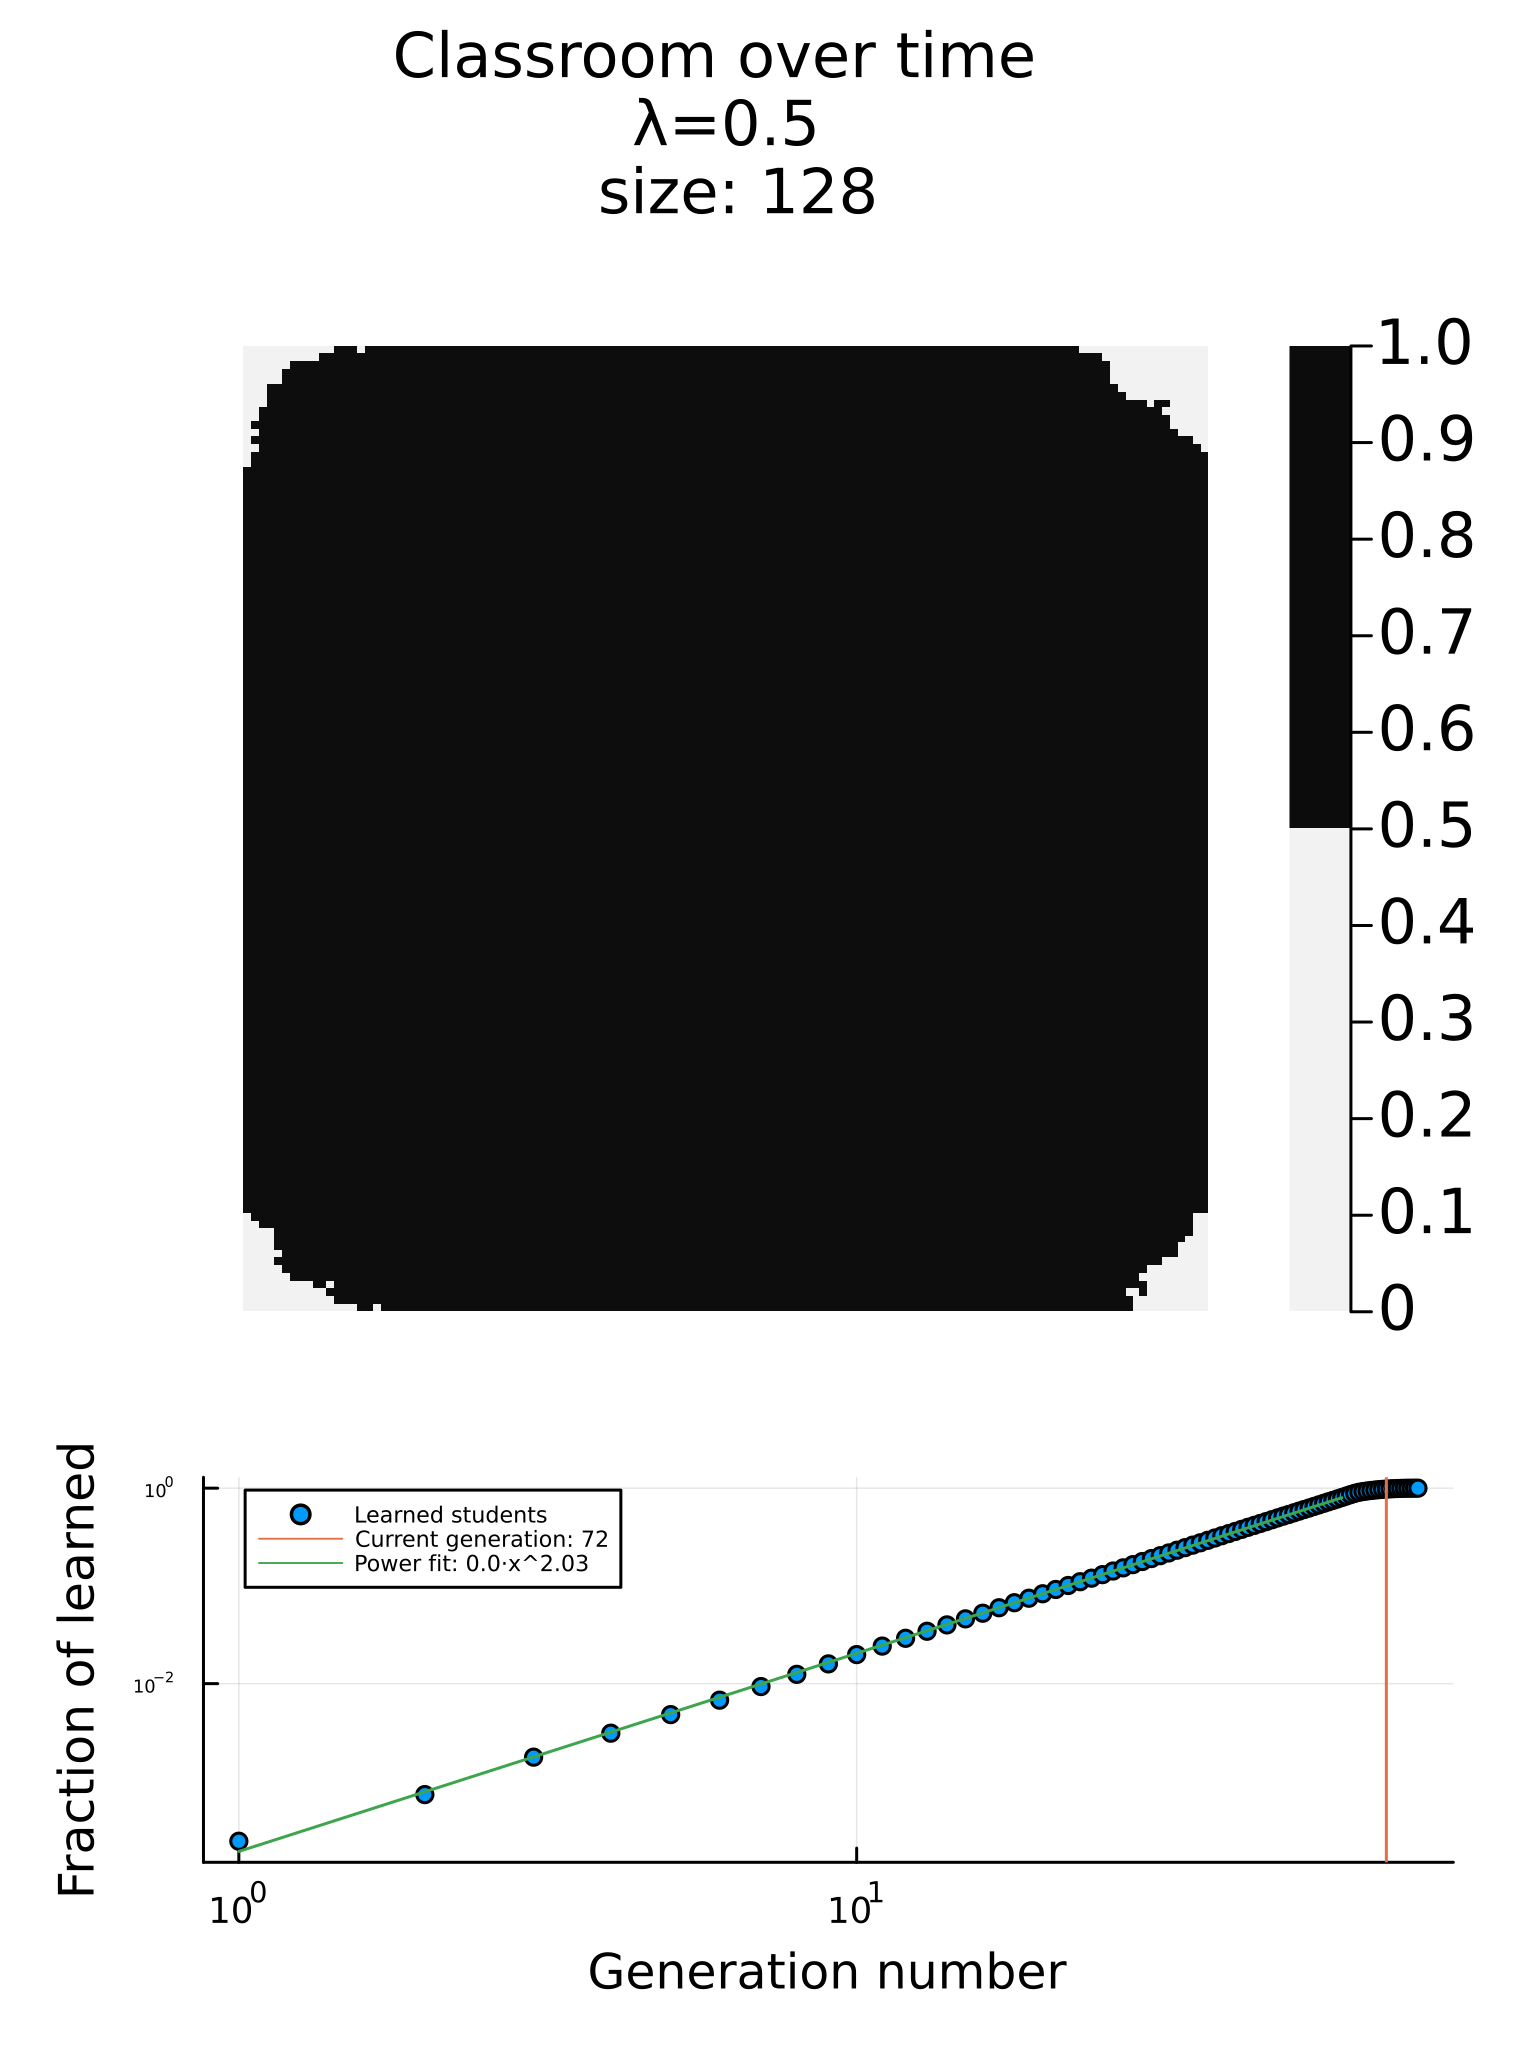 Classroom over time
λ=0.5
size: 128
1.0
0.9
0.8
0.7
0.6
0.5
0.4
0.3
0.2
0.1
0
Fraction of learned
10^0
10^−2
Learned students
Current generation: 72
Power fit: 0.0·x^2.03
10^0
10^1
Generation number